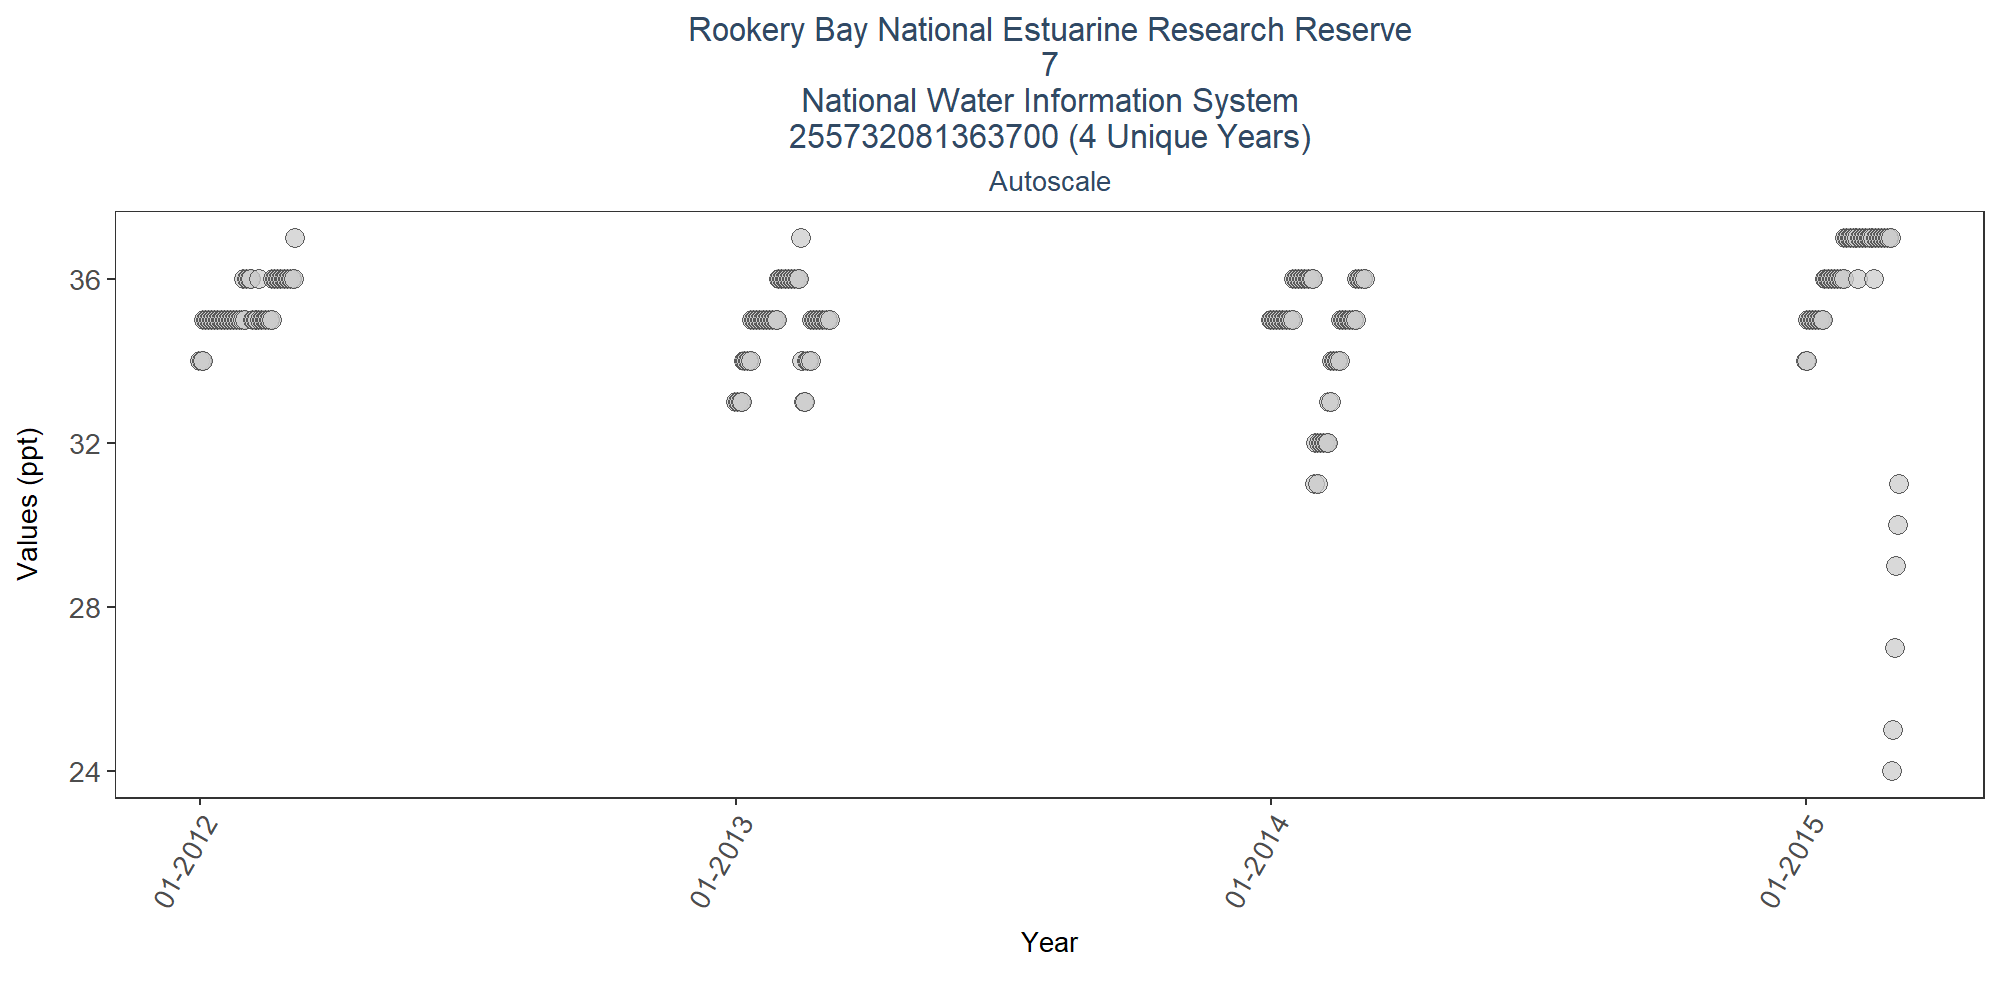 Rookery Bay National Estuarine Research Reserve
7
National Water Information System
255732081363700 (4 Unique Years)
Autoscale
Values (ppt)
36
32
28
24
01-2012
01-2013
01-2014
01-2015
Year